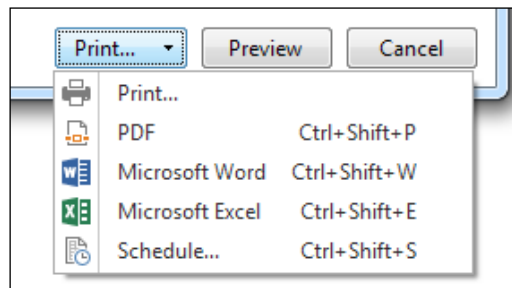 Print... Preview Cancel
Print...
PDF Ctrl+Shift+P
Microsoft Word Ctrl+Shift+W
Microsoft Excel Ctrl+Shift+E
Schedule... Ctrl+Shift+S